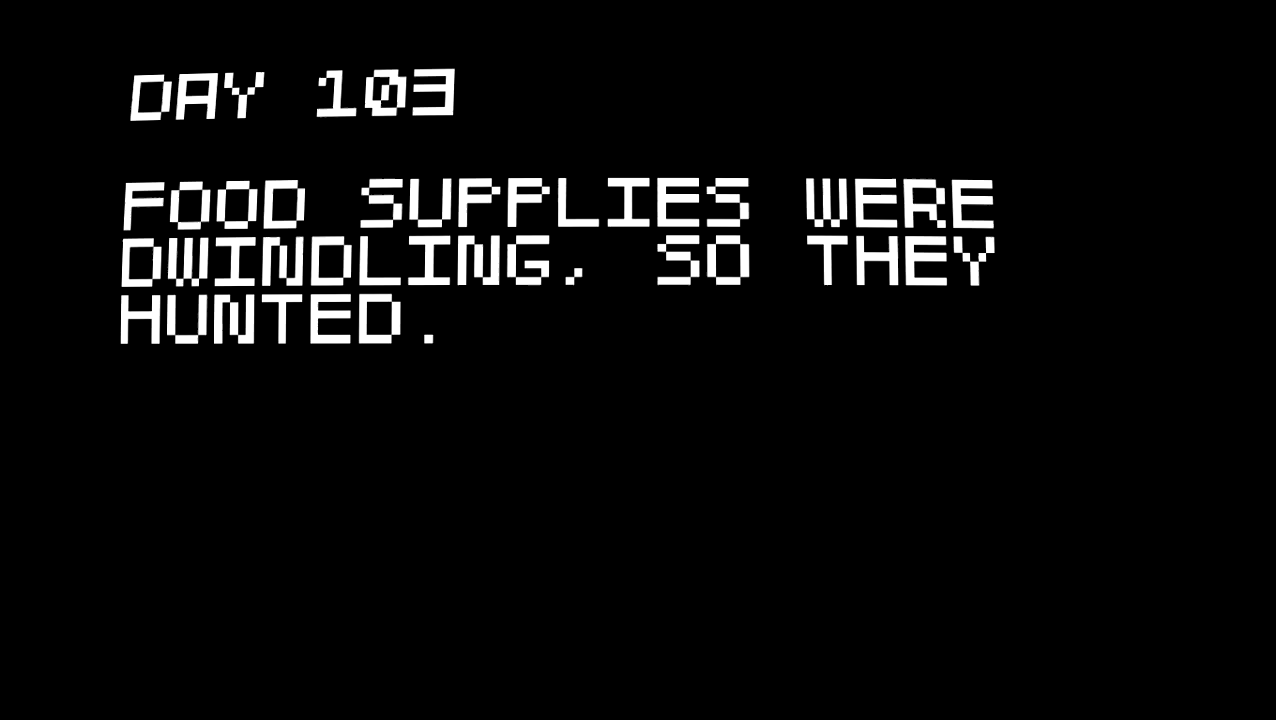 DAY 103
FOOD SUPPLIES WERE
DWINDLING, SO THEY
HUNTED.